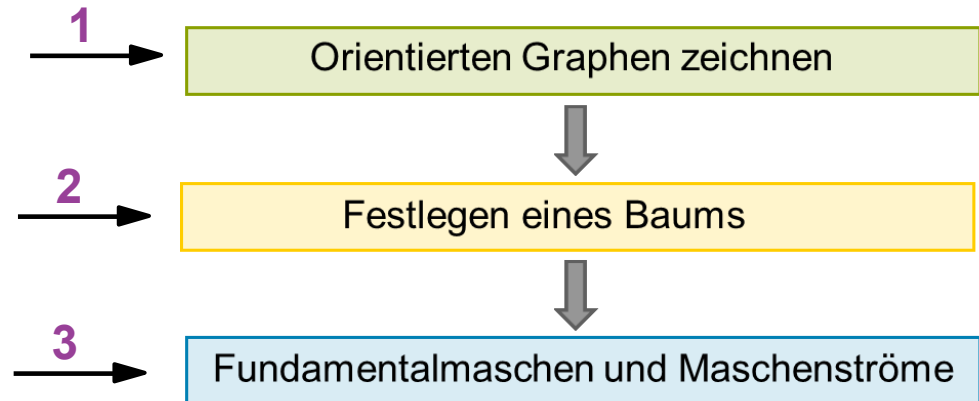 1
Orientierten Graphen zeichnen
2
Festlegen eines Baums
3
Fundamentalmaschen und Maschenströme